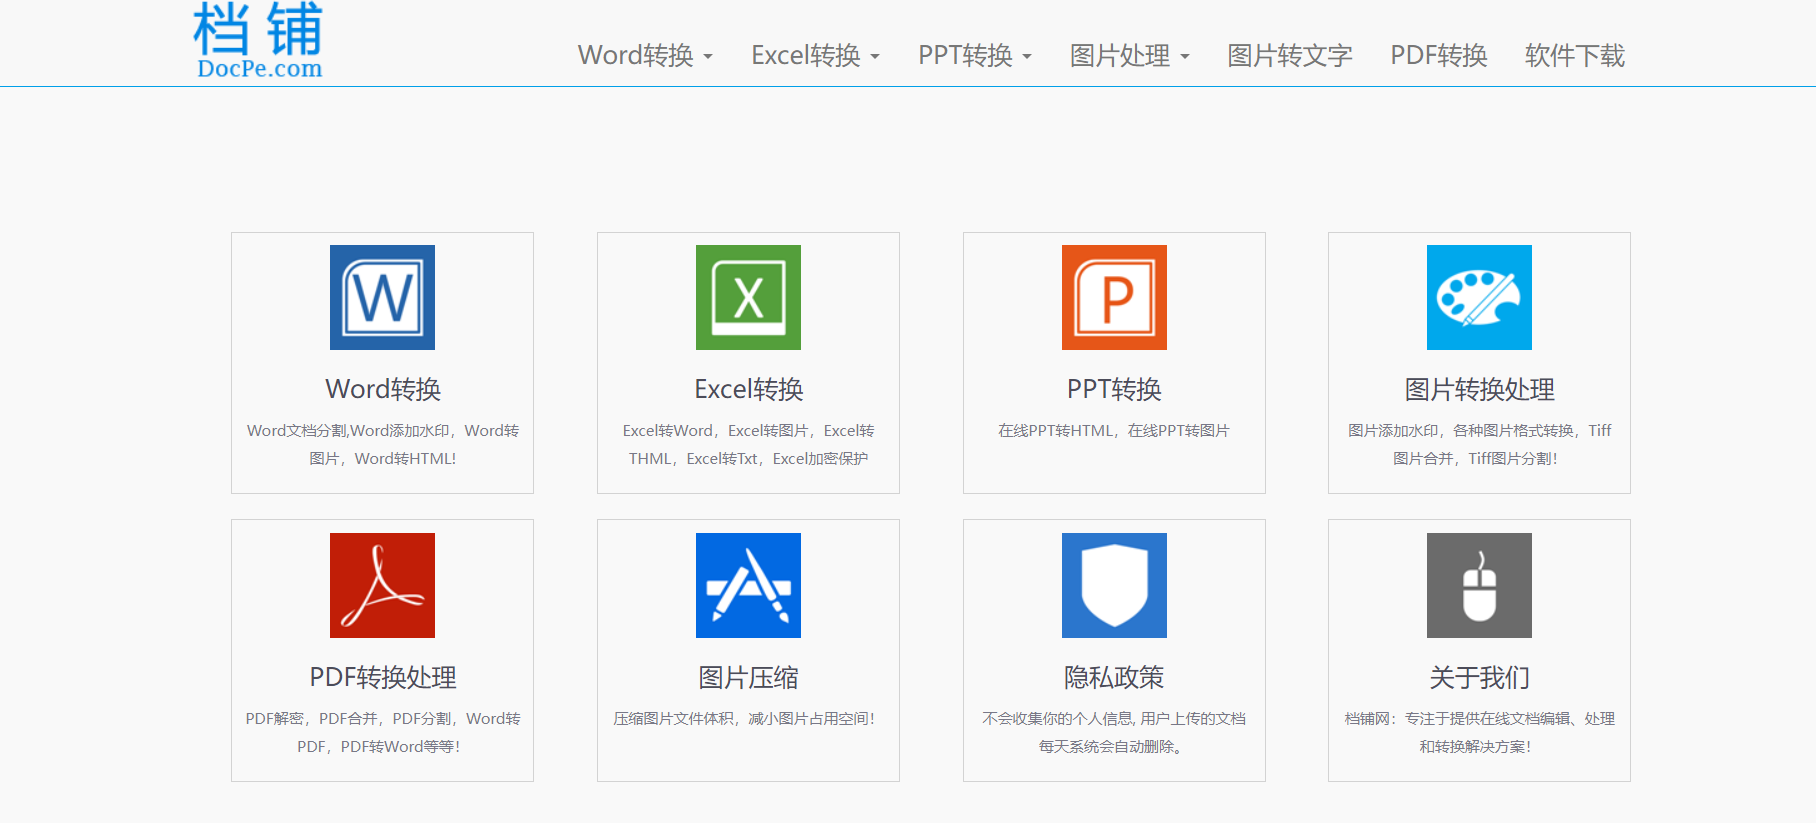 档铺
DocPe.com
Word转换 Excel转换 PPT转换 图片处理 图片转文字 PDF转换 软件下载
Word转换
Word文档分割,Word添加水印，Word转
图片，Word转HTML!
Excel转换
Excel转Word，Excel转图片，Excel转
THML，Excel转Txt，Excel加密保护
PPT转换
在线PPT转HTML，在线PPT转图片
图片转换处理
图片添加水印，各种图片格式转换，Tiff
图片合并，Tiff图片分割！
PDF转换处理
PDF解密，PDF合并，PDF分割，Word转
PDF，PDF转Word等等！
图片压缩
压缩图片文件体积，减小图片占用空间！
隐私政策
不会收集你的个人信息, 用户上传的文档
每天系统会自动删除。
关于我们
档铺网：专注于提供在线文档编辑、处理
和转换解决方案！